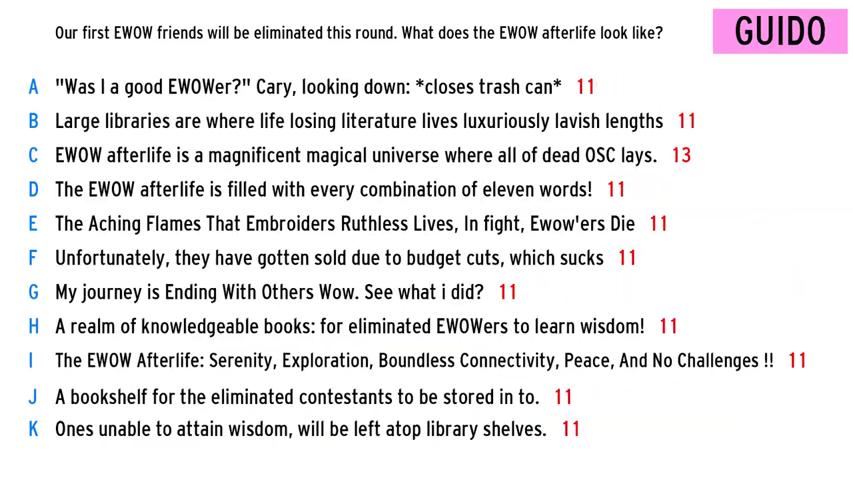 Our first EWOW friends will be eliminated this round. What does the EWOW afterlife look like?
GUIDO
A "Was I a good EWOWer?" Cary, looking down: *closes trash can* 11
B Large libraries are where life losing literature lives luxuriously lavish lengths 11
C EWOW afterlife is a magnificent magical universe where all of dead OSC lays. 13
D The EWOW afterlife is filled with every combination of eleven words! 11
E The Aching Flames That Embroiders Ruthless Lives, In fight, Ewow'ers Die 11
F Unfortunately, they have gotten sold due to budget cuts, which sucks 11
G My journey is Ending With Others Wow. See what i did? 11
H A realm of knowledgeable books: for eliminated EWOWers to learn wisdom! 11
I The EWOW Afterlife: Serenity, Exploration, Boundless Connectivity, Peace, And No Challenges !! 11
J A bookshelf for the eliminated contestants to be stored in to. 11
K Ones unable to attain wisdom, will be left atop library shelves. 11